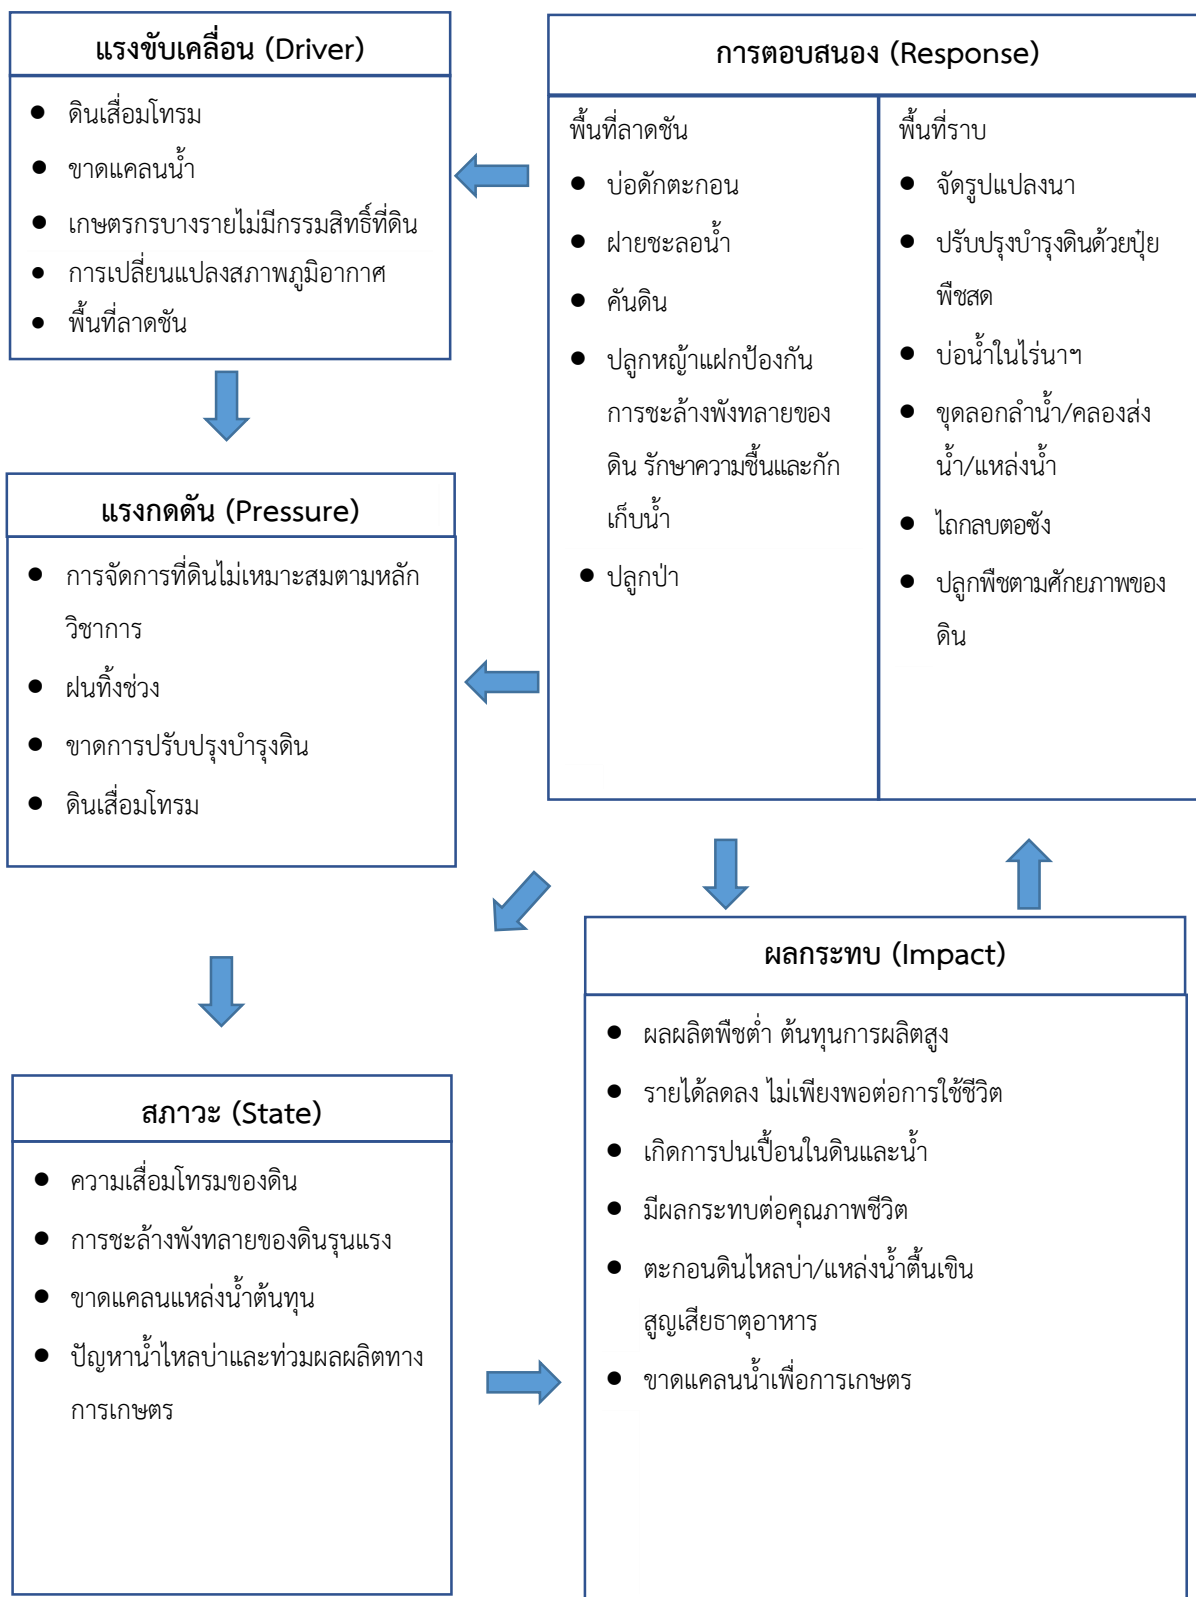 แรงขับเคลื่อน (Driver)
● ดินเสื่อมโทรม
● ขาดแคลนน้ำ
● เกษตรกรบางรายไม่มีกรรมสิทธิ์ที่ดิน
● การเปลี่ยนแปลงสภาพภูมิอากาศ
● พื้นที่ลาดชัน
การตอบสนอง (Response)
พื้นที่ลาดชัน
● บ่อดักตะกอน
● ฝายชะลอน้ำ
● คันดิน
● ปลูกหญ้าแฝกป้องกัน
การชะล้างพังทลายของ
ดิน รักษาความชื้นและกัก
เก็บน้ำ
● ปลูกป่า
พื้นที่ราบ
● จัดรูปแปลงนา
● ปรับปรุงบำรุงดินด้วยปุ๋ย
พืชสด
● บ่อน้ำในไร่นาฯ
● ขุดลอกลำน้ำ/คลองส่ง
น้ำ/แหล่งน้ำ
● ไถกลบตอซัง
● ปลูกพืชตามศักยภาพของ
ดิน
แรงกดดัน (Pressure)
● การจัดการที่ดินไม่เหมาะสมตามหลัก
วิชาการ
● ฝนทิ้งช่วง
● ขาดการปรับปรุงบำรุงดิน
● ดินเสื่อมโทรม
สภาวะ (State)
● ความเสื่อมโทรมของดิน
● การชะล้างพังทลายของดินรุนแรง
● ขาดแคลนแหล่งน้ำต้นทุน
● ปัญหาน้ำไหลบ่าและท่วมผลผลิตทาง
การเกษตร
ผลกระทบ (Impact)
● ผลผลิตพืชต่ำ ต้นทุนการผลิตสูง
● รายได้ลดลง ไม่เพียงพอต่อการใช้ชีวิต
● เกิดการปนเปื้อนในดินและน้ำ
● มีผลกระทบต่อคุณภาพชีวิต
● ตะกอนดินไหลบ่า/แหล่งน้ำตื้นเขิน
สูญเสียธาตุอาหาร
● ขาดแคลนน้ำเพื่อการเกษตร